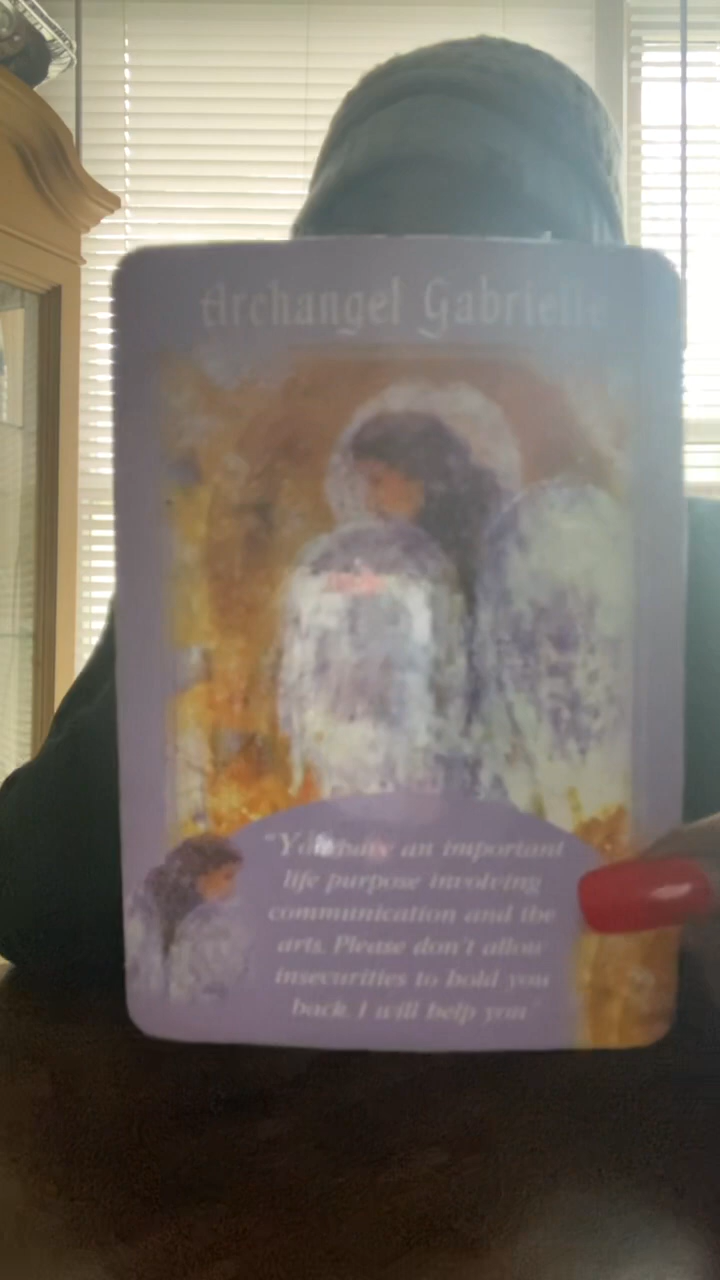 Archangel Gabrielle
"You have an important
life purpose involving
communication and the
arts. Please don't allow
insecurities to hold you
back. I will help you"